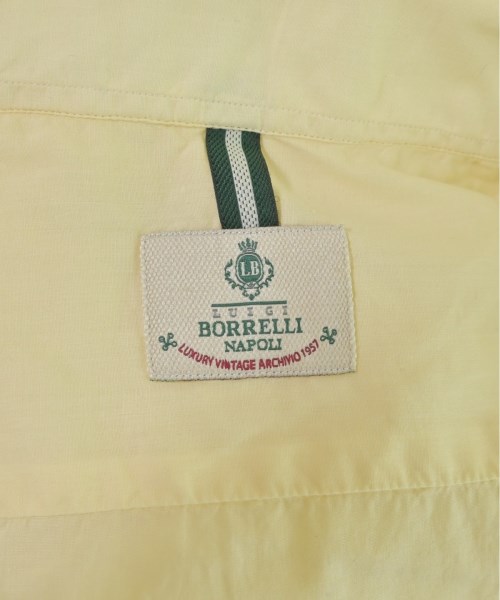 LB
LUIGI
BORRELLI
NAPOLI
LUXURY VINTAGE ARCHIVIO 1957